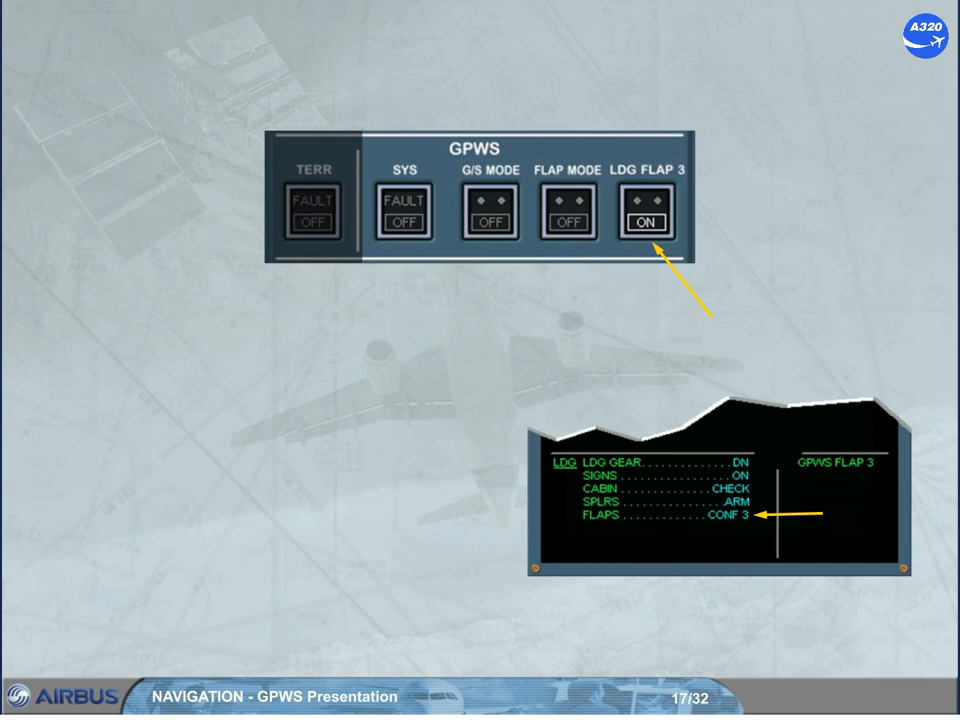 A320
GPWS
TERR SYS G/S MODE FLAP MODE LDG FLAP 3
FAULT FAULT
OFF OFF OFF OFF ON
LDG LDG GEAR..............DN GPWS FLAP 3
SIGNS.................ON
CABIN..............CHECK
SPLRS................ARM
FLAPS.............CONF 3
AIRBUS NAVIGATION - GPWS Presentation 17/32